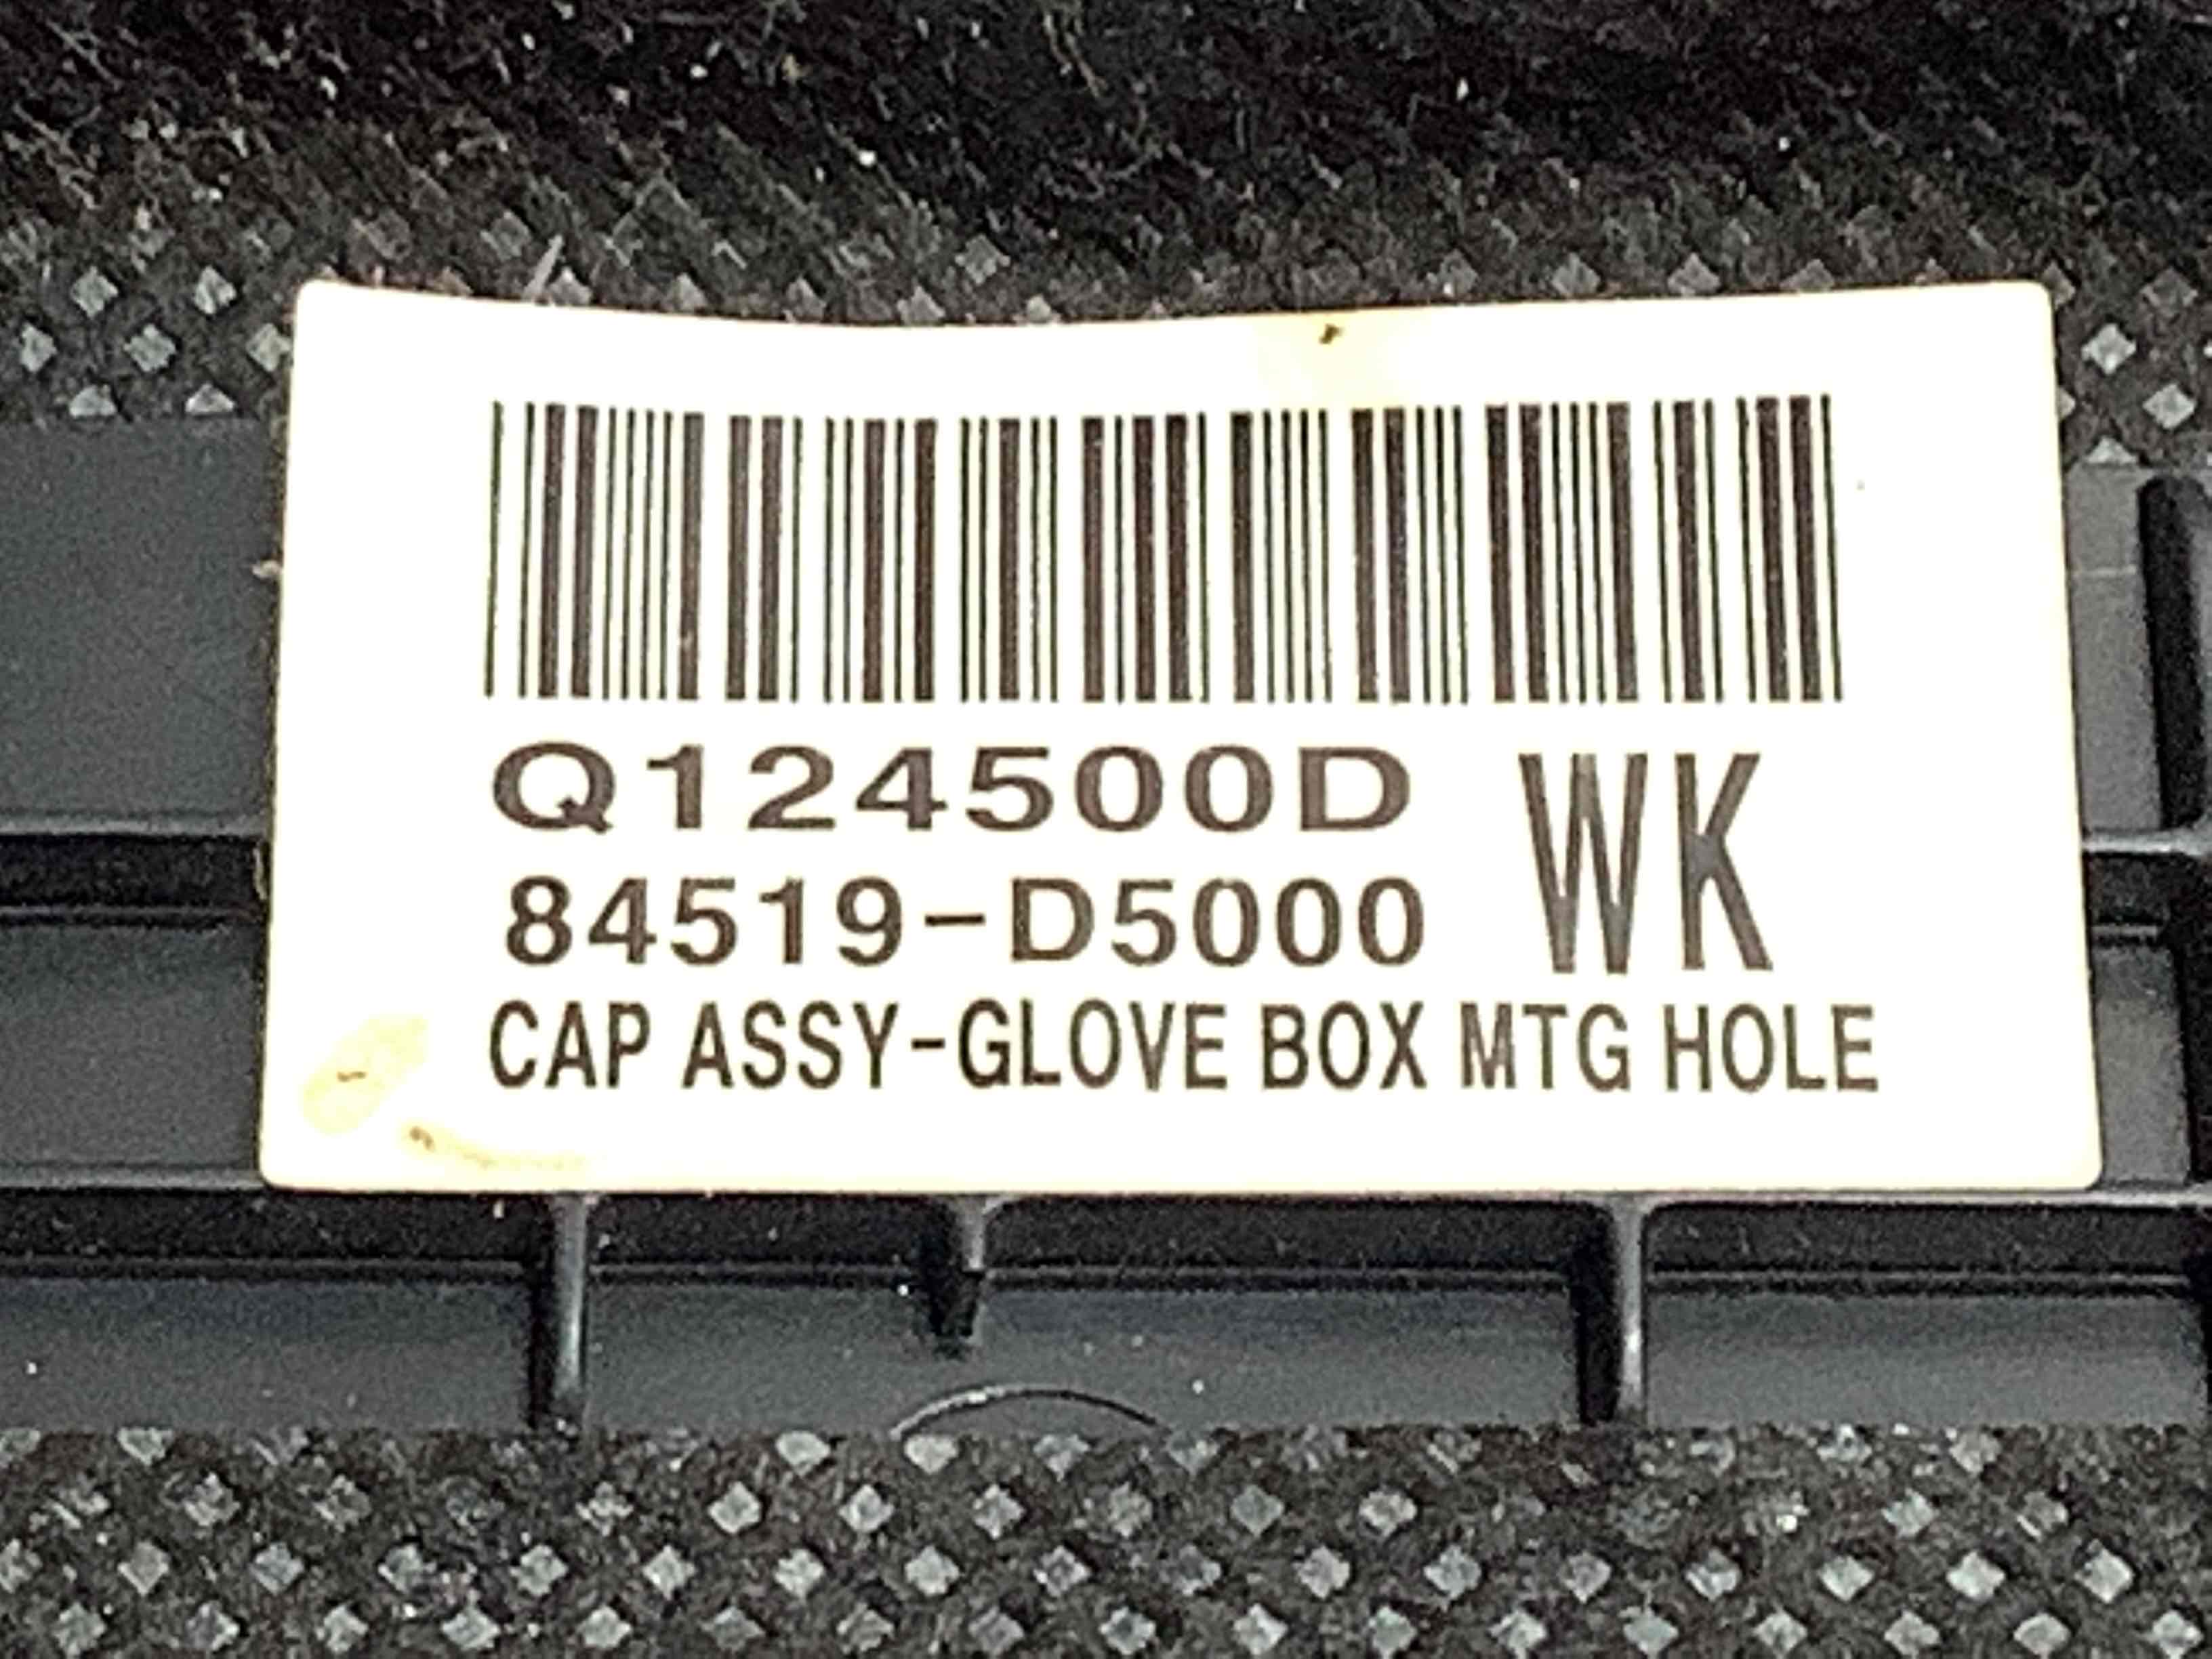 Q124500D WK
84519-D5000
CAP ASSY-GLOVE BOX MTG HOLE